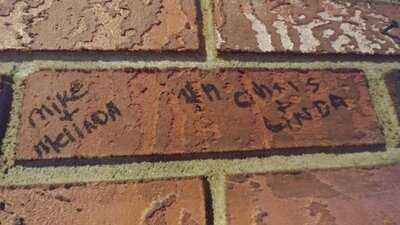 Mike
+
Melinda
Chris
+
LINDA